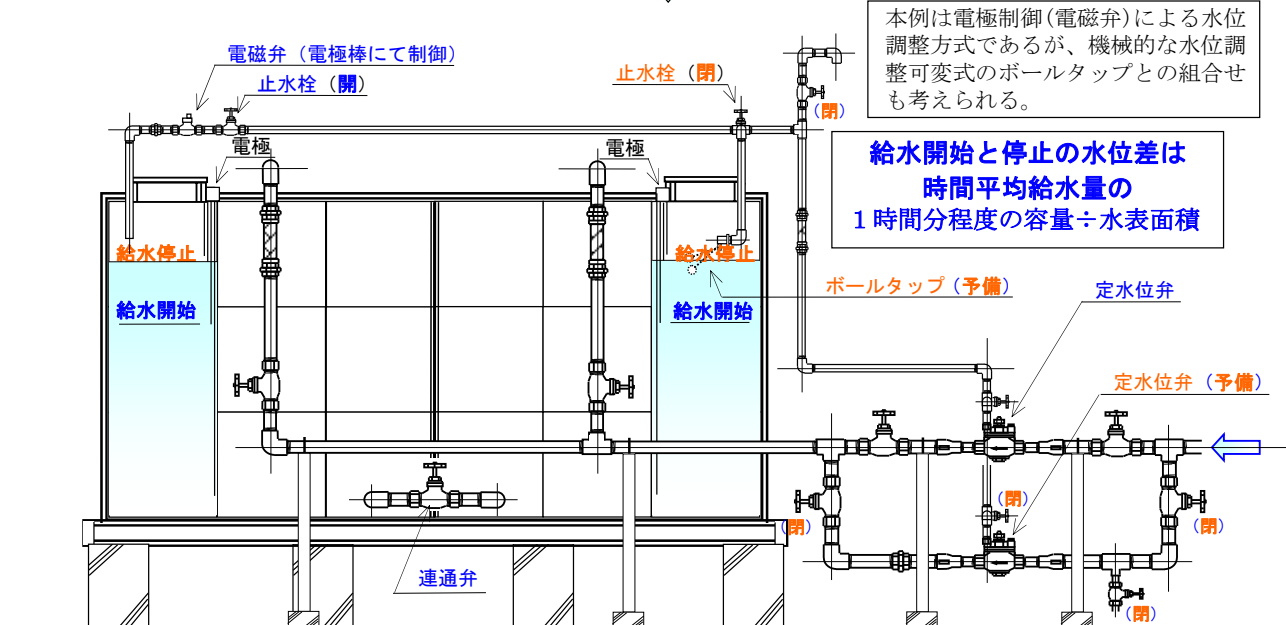 本例は電極制御(電磁弁)による水位
調整方式であるが、機械的な水位調
整可変式のボールタップとの組合せ
も考えられる。
電磁弁（電極棒にて制御）
止水栓（開）
止水栓（閉）
（閉）
給水開始と停止の水位差は
時間平均給水量の
１時間分程度の容量÷水表面積
電極
電極
給水停止
給水停止
給水開始
給水開始
ボールタップ（予備）
定水位弁
定水位弁（予備）
（閉）
（閉）
（閉）
連通弁
（閉）